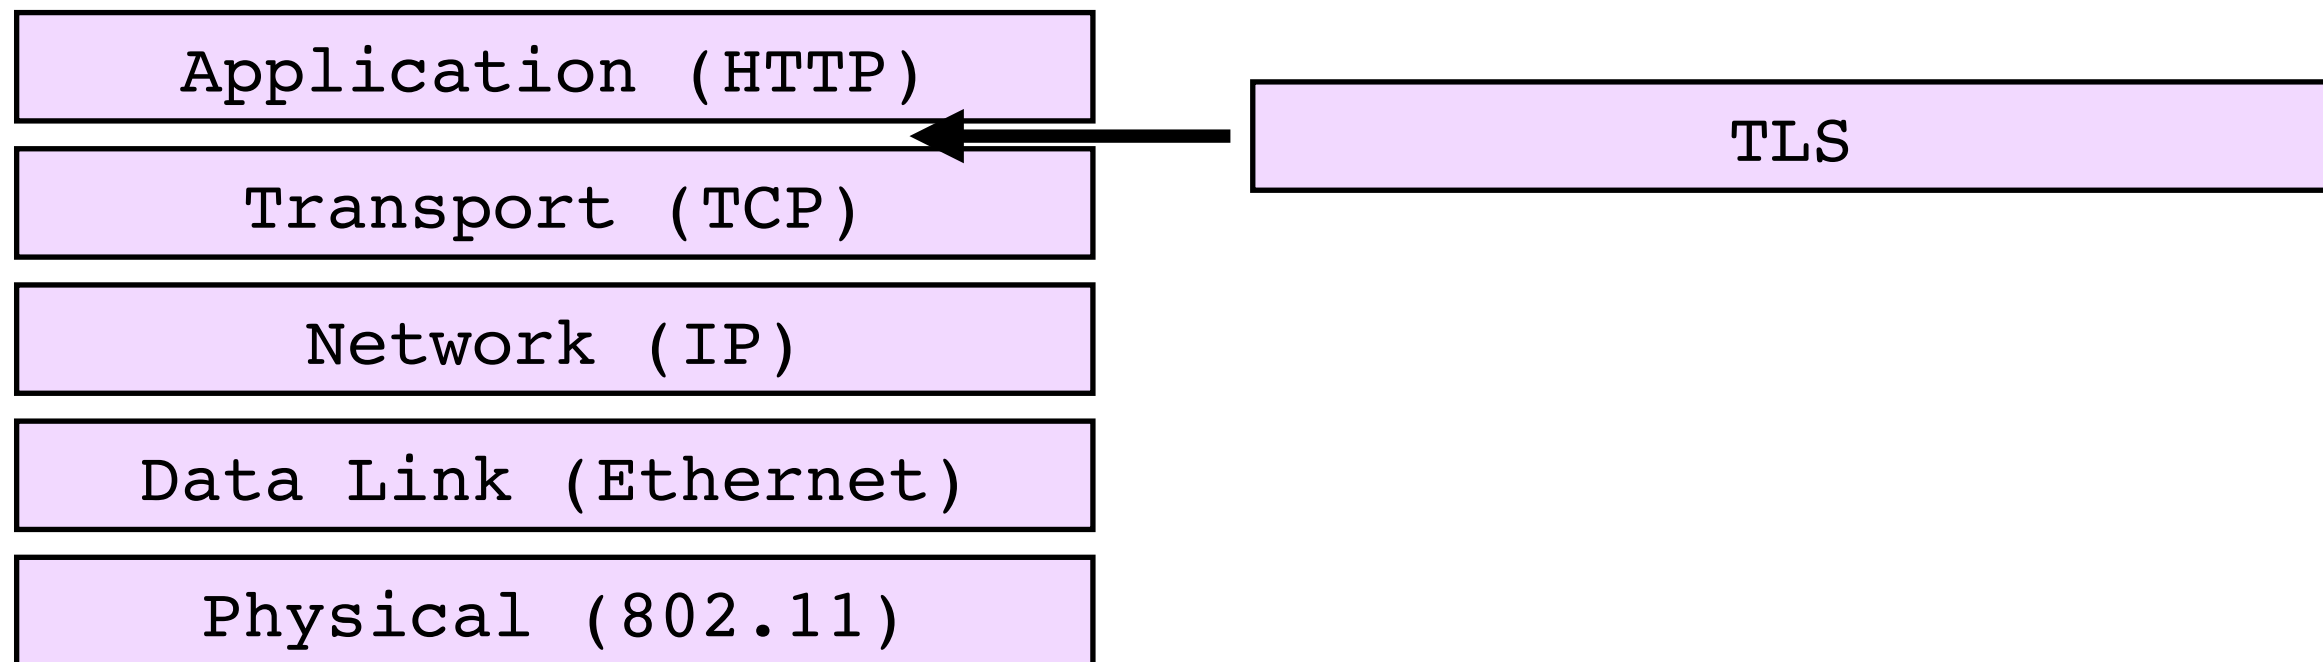 Application (HTTP)
TLS
Transport (TCP)
Network (IP)
Data Link (Ethernet)
Physical (802.11)